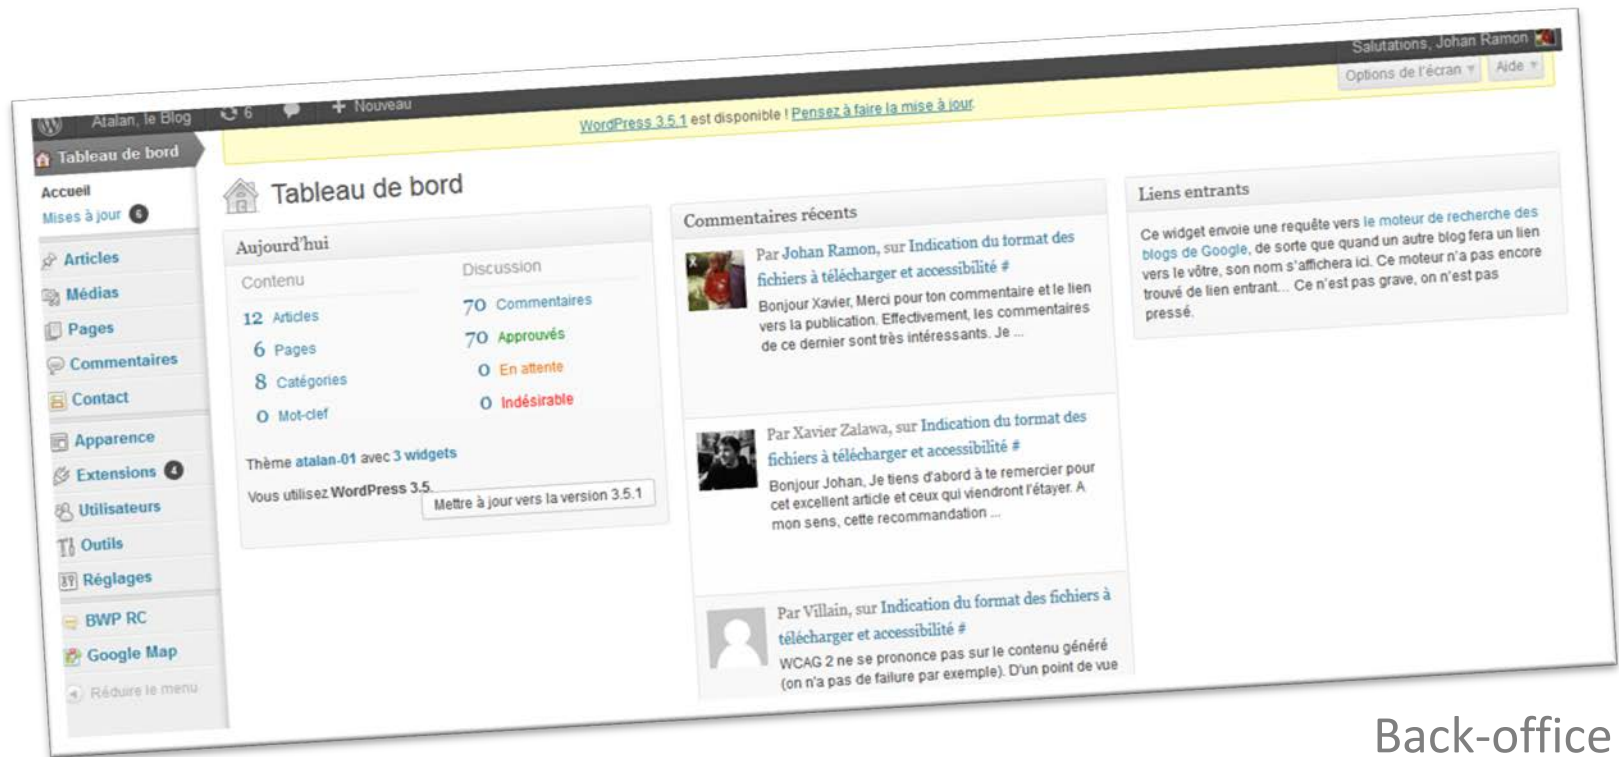 Atalan, le Blog 6 + Nouveau Salutations, Johan Ramon
Options de l'écran Aide
WordPress 3.5.1 est disponible ! Pensez à faire la mise à jour.
Tableau de bord
Accueil
Mises à jour 6
Articles
Médias
Pages
Commentaires
Contact
Apparence
Extensions 4
Utilisateurs
Outils
Réglages
BWP RC
Google Map
Réduire le menu
Tableau de bord
Aujourd'hui
Contenu
12 Articles
6 Pages
8 Catégories
0 Mot-clef
Discussion
70 Commentaires
70 Approuvés
0 En attente
0 Indésirable
Thème atalan-01 avec 3 widgets
Vous utilisez WordPress 3.5.
Mettre à jour vers la version 3.5.1
Commentaires récents
Par Johan Ramon, sur Indication du format des
fichiers à télécharger et accessibilité #
Bonjour Xavier, Merci pour ton commentaire et le lien
vers la publication. Effectivement, les commentaires
de ce dernier sont très intéressants. Je ...
Par Xavier Zalawa, sur Indication du format des
fichiers à télécharger et accessibilité #
Bonjour Johan, Je tiens d'abord à te remercier pour
cet excellent article et ceux qui viendront l'étayer. A
mon sens, cette recommandation ...
Par Villain, sur Indication du format des fichiers à
télécharger et accessibilité #
WCAG 2 ne se prononce pas sur le contenu généré
(on n'a pas de failure par exemple). D'un point de vue
Liens entrants
Ce widget envoie une requête vers le moteur de recherche des
blogs de Google, de sorte que quand un autre blog fera un lien
vers le vôtre, son nom s'affichera ici. Ce moteur n'a pas encore
trouvé de lien entrant... Ce n'est pas grave, on n'est pas
pressé.
Back-office